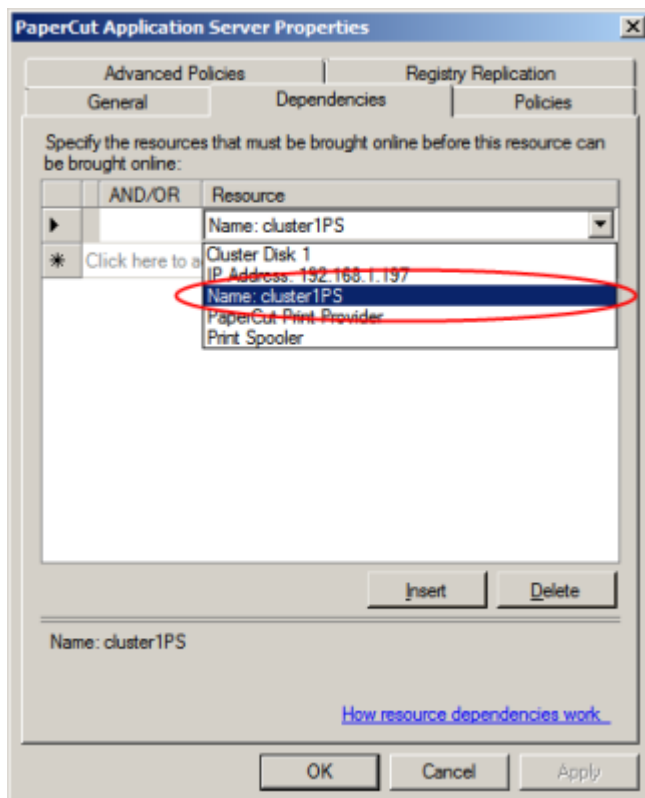 PaperCut Application Server Properties
Advanced Policies Registry Replication
General Dependencies Policies
Specify the resources that must be brought online before this resource can
be brought online:
AND/OR Resource
Name: cluster1PS
Click here to a
Cluster Disk 1
IP Address: 192.168.1.197
Name: cluster1PS
PaperCut Print Provider
Print Spooler
Insert Delete
Name: cluster1PS
How resource dependencies work
OK Cancel Apply